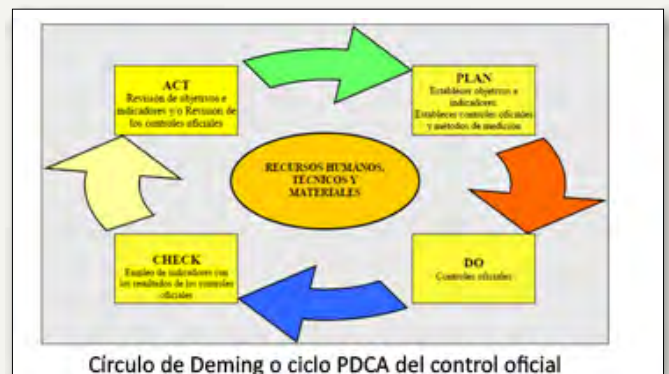 ACT
Revisión de objetivos e
indicadores y/o Revisión de
los controles oficiales
PLAN
Establecer objetivos e
indicadores
Establecer controles oficiales
y métodos de medición
RECURSOS HUMANOS,
TÉCNICOS Y
MATERIALES
CHECK
Empleo de indicadores con
los resultados de los controles
oficiales
DO
Controles oficiales
Círculo de Deming o ciclo PDCA del control oficial